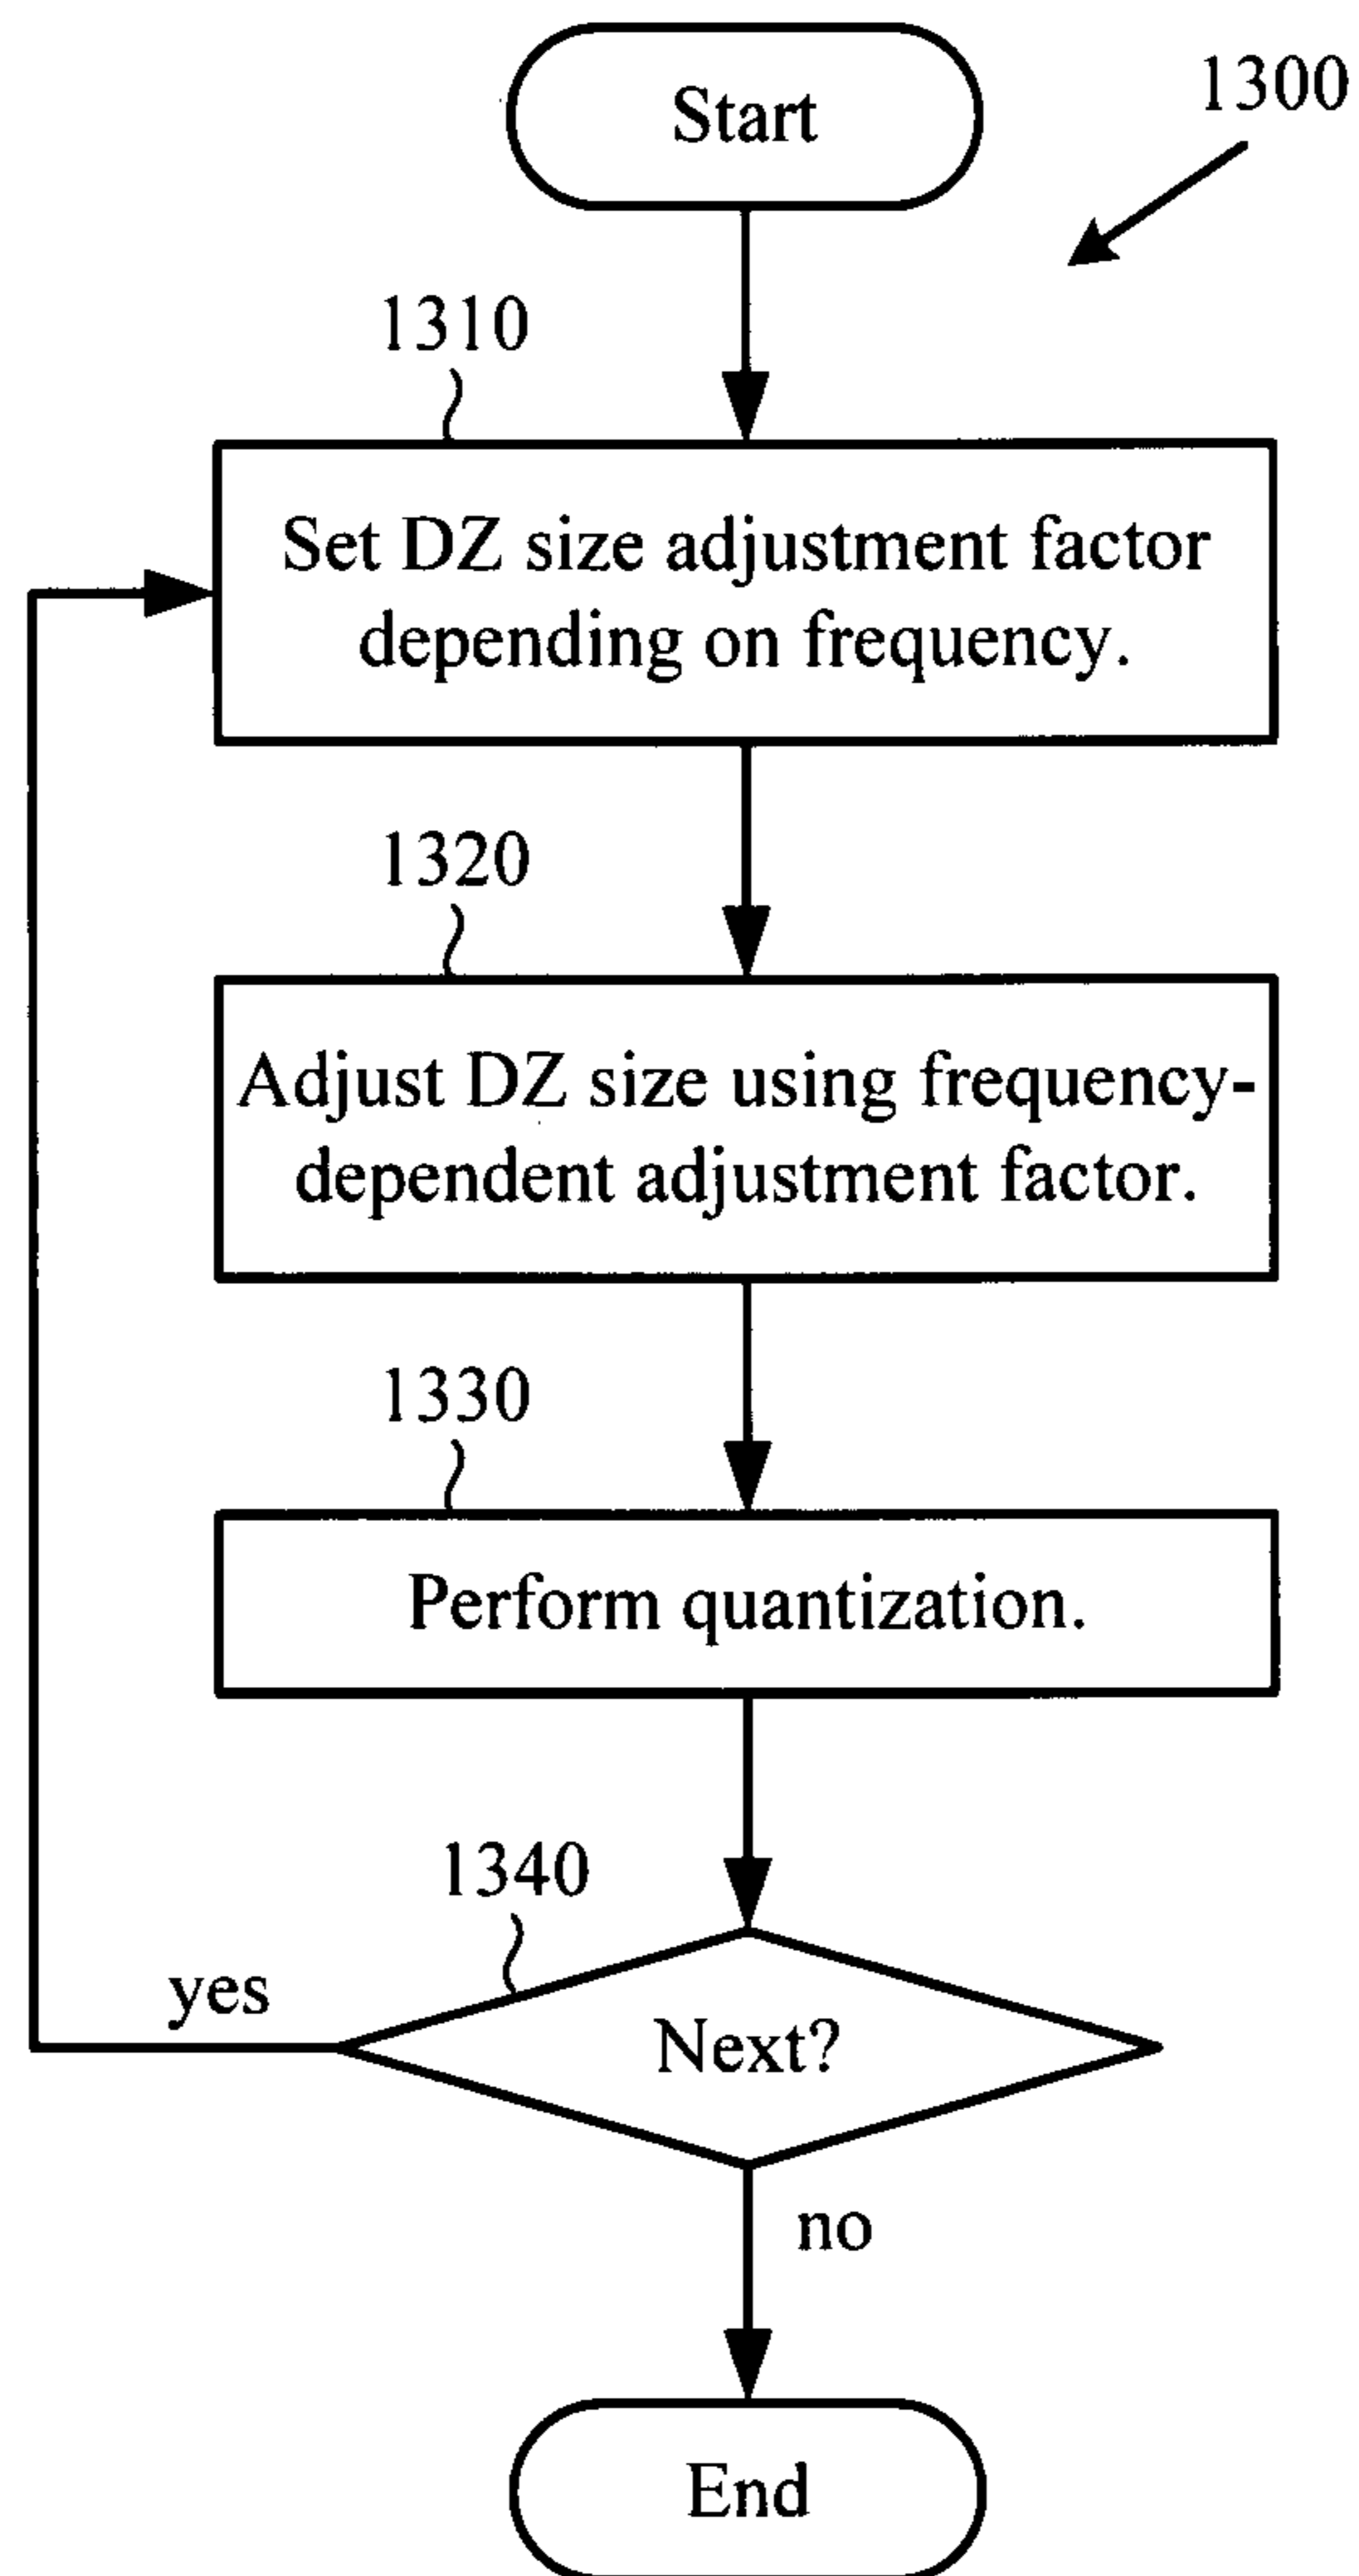 Start
1300
1310
Set DZ size adjustment factor
depending on frequency.
1320
Adjust DZ size using frequency-
dependent adjustment factor.
1330
Perform quantization.
1340
yes
Next?
no
End